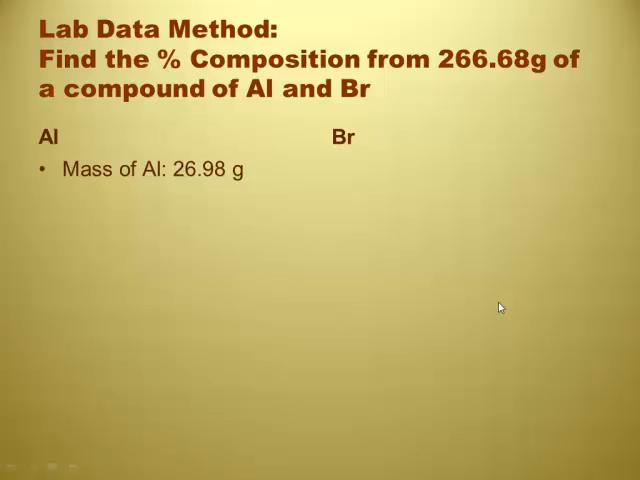 Lab Data Method:
Find the % Composition from 266.68g of
a compound of Al and Br
Al
• Mass of Al: 26.98 g
Br